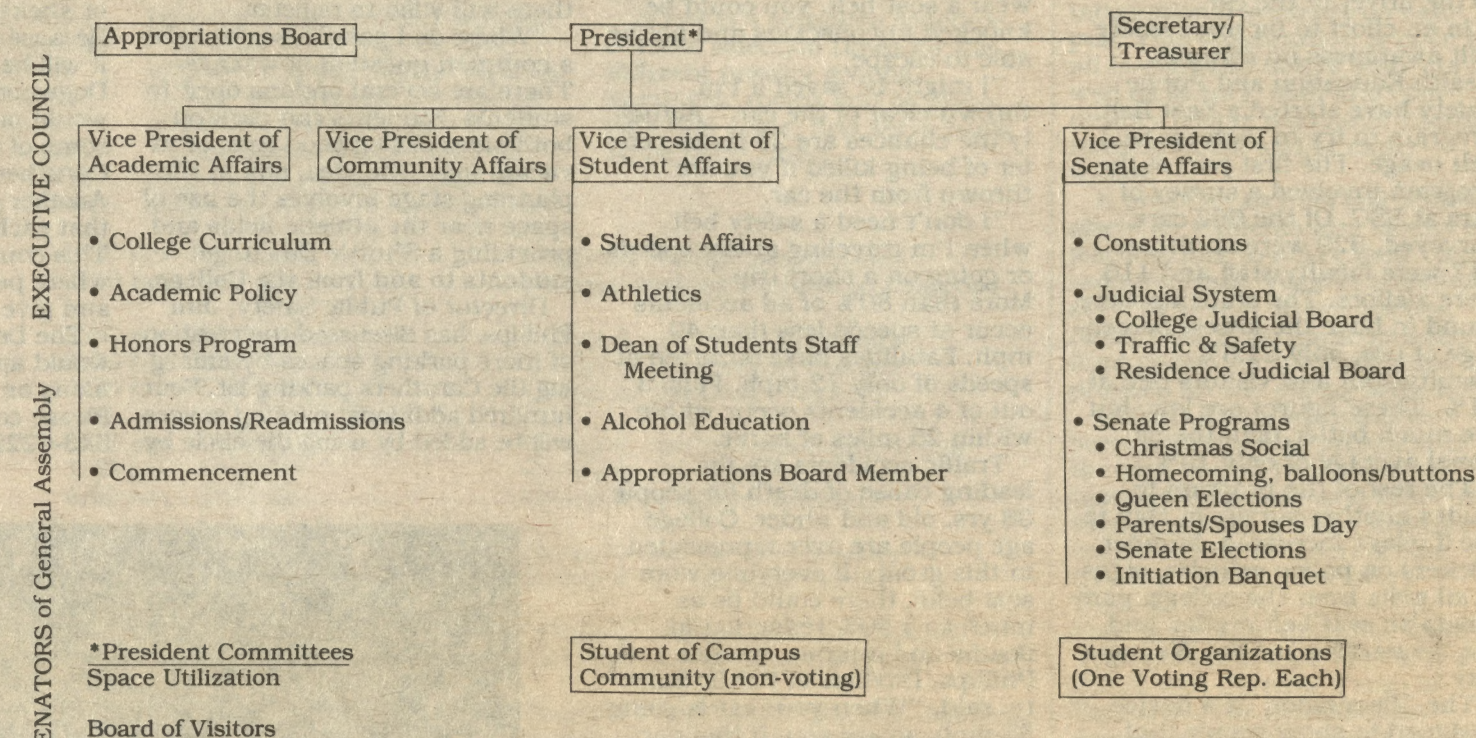 Appropriations Board
President*
Secretary/
Treasurer
EXECUTIVE COUNCIL
of General Assembly
Vice President of
Academic Affairs
Vice President of
Community Affairs
Vice President of
Student Affairs
Vice President of
Senate Affairs
• College Curriculum
• Academic Policy
• Honors Program
• Admissions/Readmissions
• Commencement
• Student Affairs
• Athletics
• Dean of Students Staff
Meeting
• Alcohol Education
• Appropriations Board Member
• Constitutions
• Judicial System
• College Judicial Board
• Traffic & Safety
• Residence Judicial Board
• Senate Programs
• Christmas Social
• Homecoming, balloons/buttons
• Queen Elections
• Parents/Spouses Day
• Senate Elections
• Initiation Banquet
*President Committees
Space Utilization
Board of Visitors
Student of Campus
Community (non-voting)
Student Organizations
(One Voting Rep. Each)